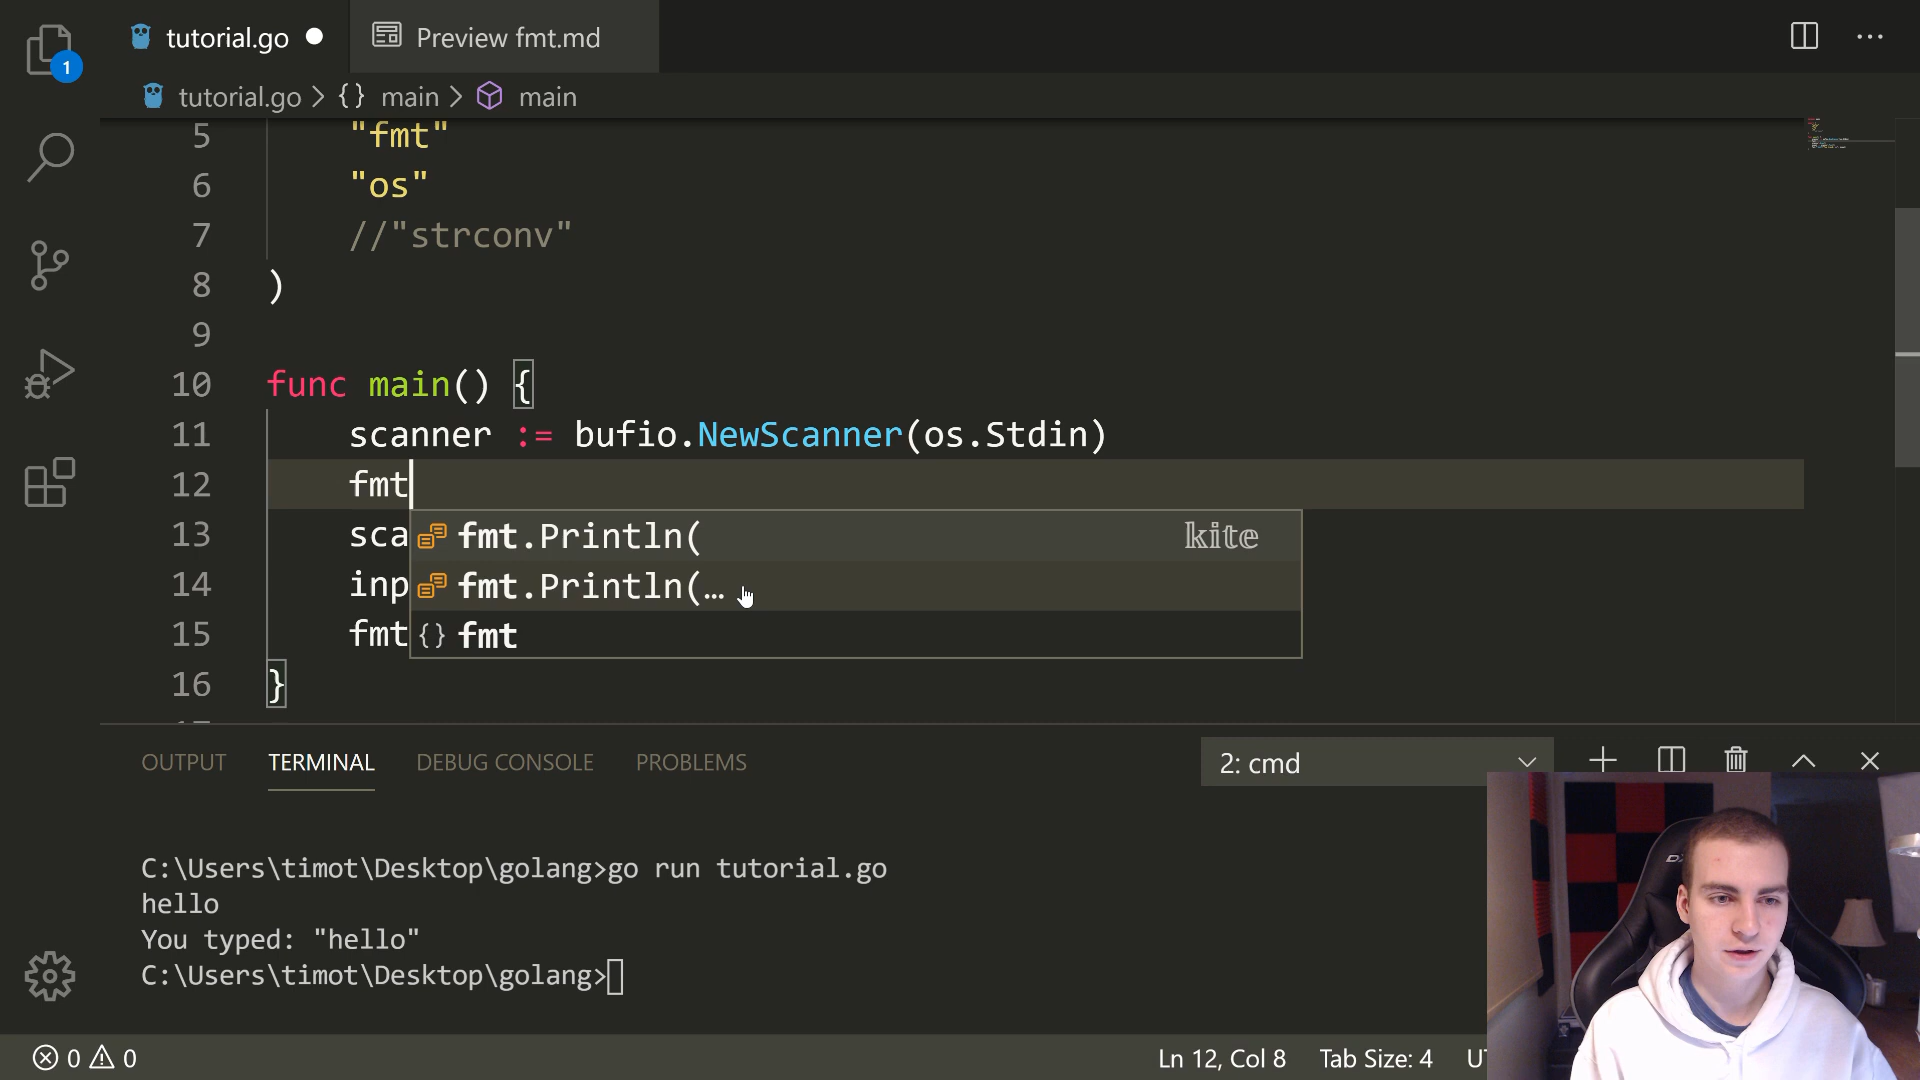 tutorial.go
Preview fmt.md
1
tutorial.go > {} main > main
5 "fmt"
6 "os"
7 //"strconv"
8 )
9
10 func main() {
11 scanner := bufio.NewScanner(os.Stdin)
12 fmt
13 sca
fmt.Println( kite
14 inp
fmt.Println(…
15 fmt
{} fmt
16 }
OUTPUT TERMINAL DEBUG CONSOLE PROBLEMS
2: cmd
C:\Users\timot\Desktop\golang>go run tutorial.go
hello
You typed: "hello"
C:\Users\timot\Desktop\golang>
0 0
Ln 12, Col 8 Tab Size: 4